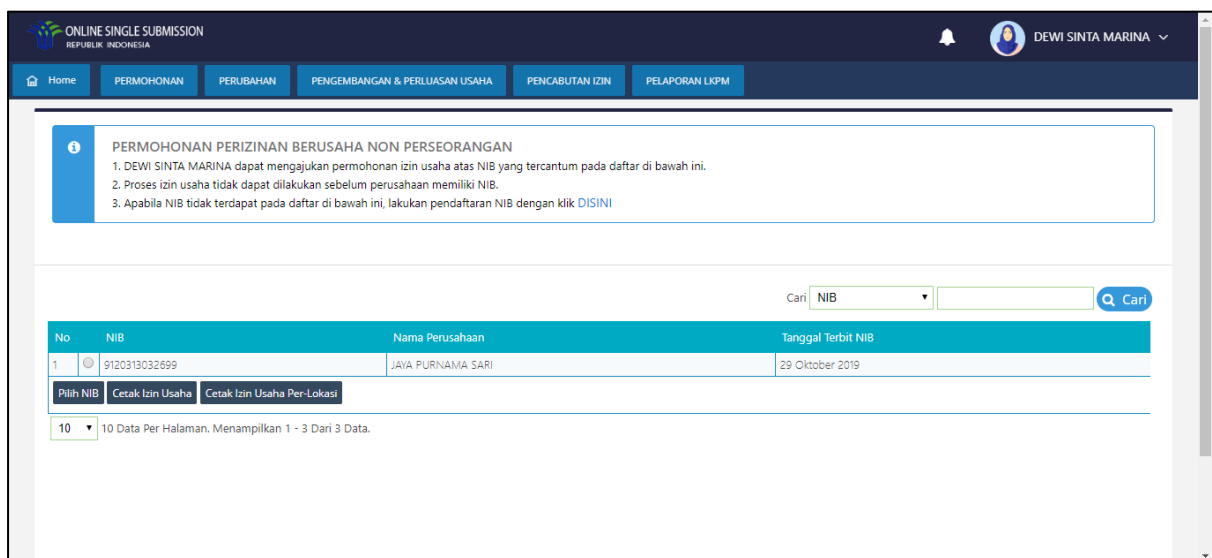 ONLINE SINGLE SUBMISSION
REPUBLIK INDONESIA
DEWI SINTA MARINA
Home PERMOHONAN PERUBAHAN PENGEMBANGAN & PERLUASAN USAHA PENCABUTAN IZIN PELAPORAN LKPM
PERMOHONAN PERIZINAN BERUSAHA NON PERSEORANGAN
1. DEWI SINTA MARINA dapat mengajukan permohonan izin usaha atas NIB yang tercantum pada daftar di bawah ini.
2. Proses izin usaha tidak dapat dilakukan sebelum perusahaan memiliki NIB.
3. Apabila NIB tidak terdapat pada daftar di bawah ini, lakukan pendaftaran NIB dengan klik DISINI
Cari NIB Cari
No NIB Nama Perusahaan Tanggal Terbit NIB
1 9120313032699 JAYA PURNAMA SARI 29 Oktober 2019
Pilih NIB Cetak Izin Usaha Cetak Izin Usaha Per-Lokasi
10 10 Data Per Halaman. Menampilkan 1 - 3 Dari 3 Data.